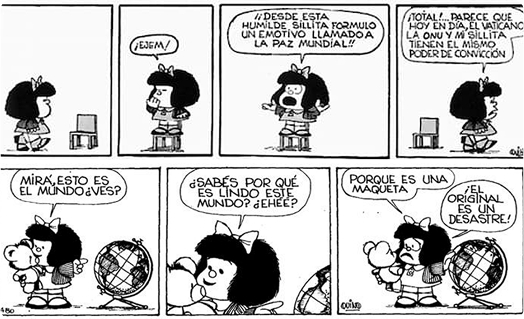 ¡EJEM!
¡¡DESDE ESTA
HUMILDE SILLITA FORMULO
UN EMOTIVO LLAMADO A
LA PAZ MUNDIAL!!
¡TOTAL!... PARECE QUE
HOY EN DÍA, EL VATICANO
LA ONU Y MI SILLITA
TIENEN EL MISMO
PODER DE CONVICCIÓN
QUINO
MIRÁ, ESTO ES
EL MUNDO ¿VES?
¿SABÉS POR QUÉ
ES LINDO ESTE
MUNDO? ¿EHEÉ?
PORQUE ES UNA
MAQUETA
¡EL
ORIGINAL
ES UN
DESASTRE!
480
QUINO